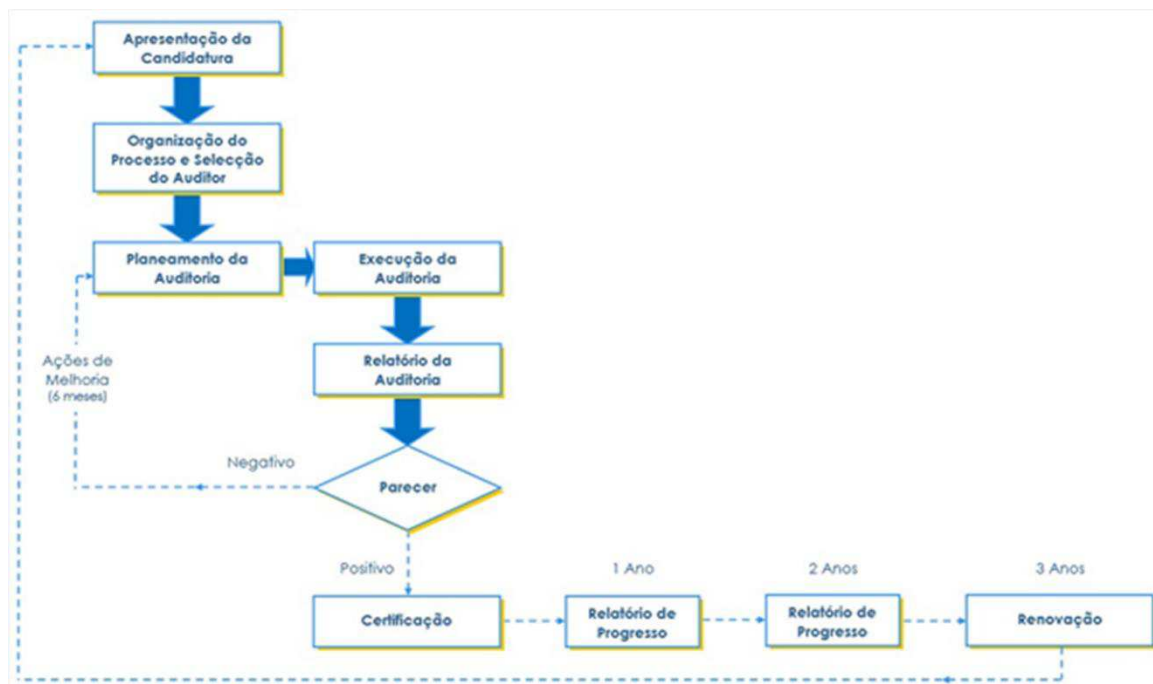 Apresentação da
Candidatura
Organização do
Processo e Selecção
do Auditor
Planeamento da
Auditoria
Execução da
Auditoria
Ações de
Melhoria
(6 meses)
Relatório da
Auditoria
Negativo
Parecer
Positivo
1 Ano
2 Anos
3 Anos
Certificação
Relatório de
Progresso
Relatório de
Progresso
Renovação